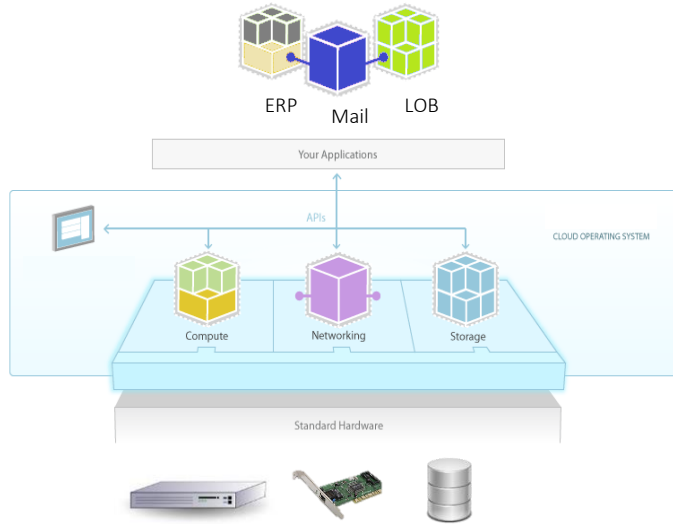 ERP
Mail
LOB
Your Applications
APIs
CLOUD OPERATING SYSTEM
Compute
Networking
Storage
Standard Hardware